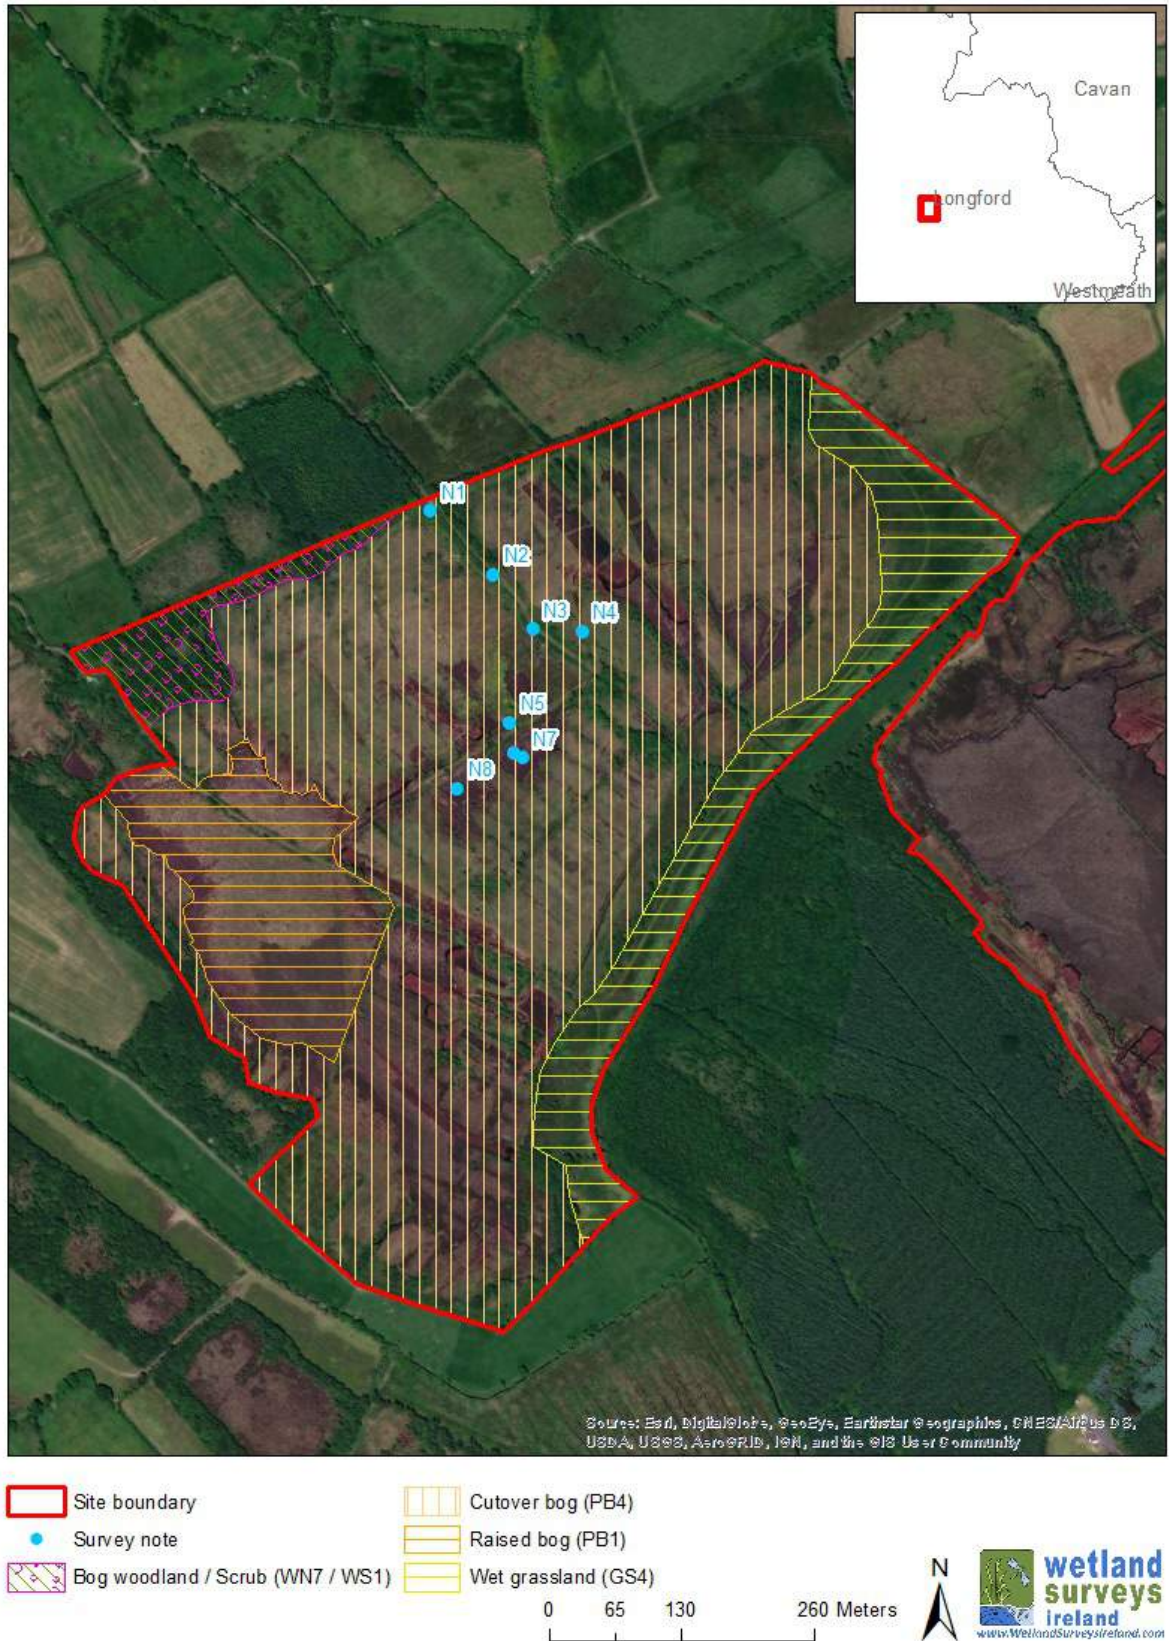 Cavan
Longford
Westmeath
N1
N2
N3
N4
N5
N7
N8
Source: Esri, DigitalGlobe, GeoEye, Earthstar Geographics, CNES/Airbus DS,
USDA, USGS, AeroGRID, IGN, and the GIS User Community
Site boundary
Survey note
Bog woodland / Scrub (WN7 / WS1)
Cutover bog (PB4)
Raised bog (PB1)
Wet grassland (GS4)
0 65 130 260 Meters
N
wetland
surveys
ireland
www.WetlandSurveysIreland.com